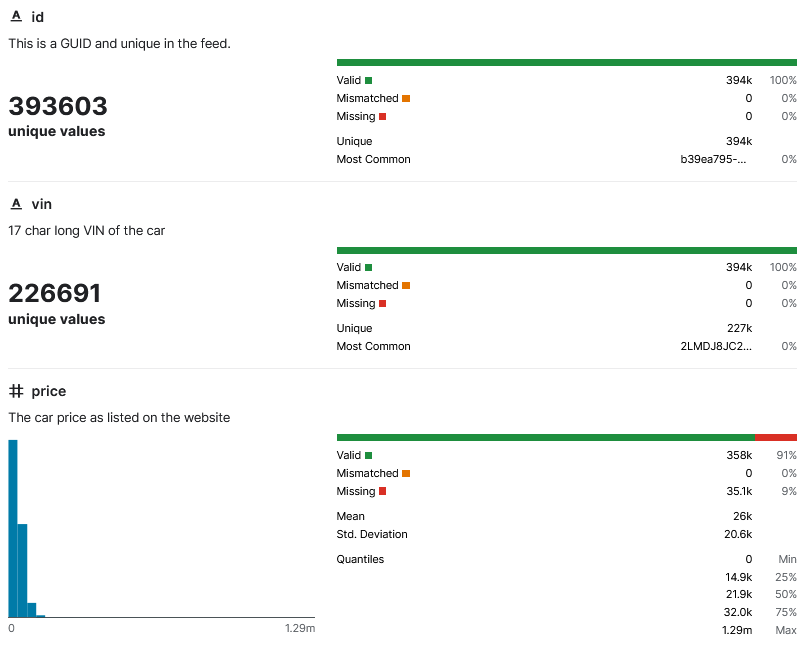 id
This is a GUID and unique in the feed.
393603
unique values
Valid 394k 100%
Mismatched 0 0%
Missing 0 0%
Unique 394k
Most Common b39ea795-... 0%
vin
17 char long VIN of the car
226691
unique values
Valid 394k 100%
Mismatched 0 0%
Missing 0 0%
Unique 227k
Most Common 2LMDJ8JC2... 0%
price
The car price as listed on the website
0 1.29m
Valid 358k 91%
Mismatched 0 0%
Missing 35.1k 9%
Mean 26k
Std. Deviation 20.6k
Quantiles 0 Min
14.9k 25%
21.9k 50%
32.0k 75%
1.29m Max